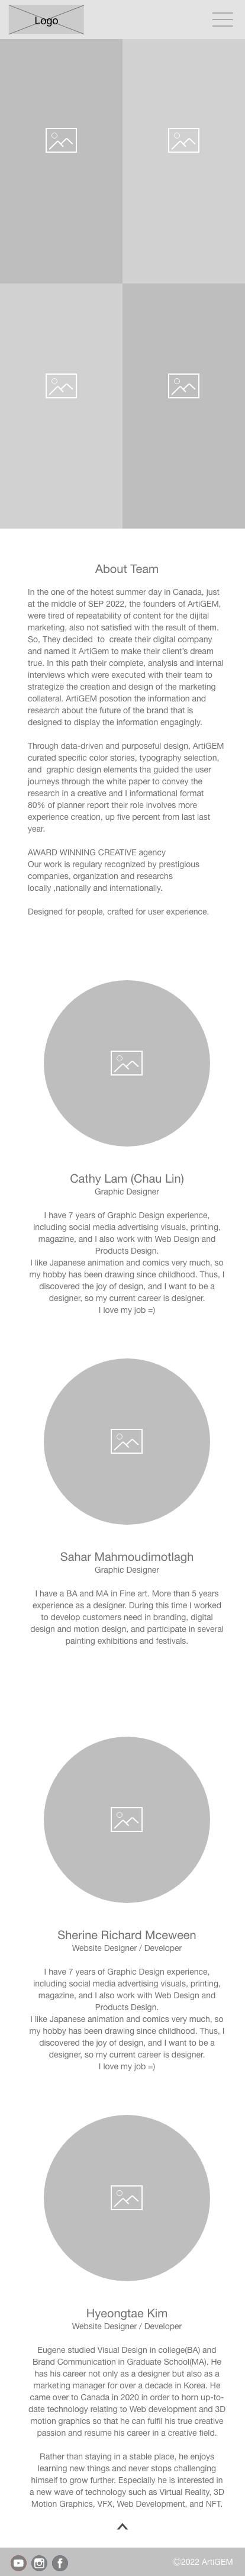 Logo
About Team
In the one of the hotest summer day in Canada, just
at the middle of SEP 2022, the founders of ArtiGEM,
were tired of repeatability of content for the dijital
marketing, also not satisfied with the result of them.
So, They decided  to  create their digital company
and named it ArtiGem to make their client's dream
true. In this path their complete, analysis and internal
interviews which were executed with their team to
strategize the creation and design of the marketing
collateral. ArtiGEM posotion the information and
research about the future of the brand that is
designed to display the information engagingly.
Through data-driven and purposeful design, ArtiGEM
curated specific color stories, typography selection,
and  graphic design elements tha guided the user
journeys through the white paper to convey the
research in a creative and I informational format
80% of planner report their role involves more
experience creation, up five percent from last last
year.
AWARD WINNING CREATIVE agency
Our work is regulary recognized by prestigious
companies, organization and researchs
locally ,nationally and internationally.
Designed for people, crafted for user experience.
Cathy Lam (Chau Lin)
Graphic Designer
I have 7 years of Graphic Design experience,
including social media advertising visuals, printing,
magazine, and I also work with Web Design and
Products Design.
I like Japanese animation and comics very much, so
my hobby has been drawing since childhood. Thus, I
discovered the joy of design, and I want to be a
designer, so my current career is designer.
I love my job =)
Sahar Mahmoudimotlagh
Graphic Designer
I have a BA and MA in Fine art. More than 5 years
experience as a designer. During this time I worked
to develop customers need in branding, digital
design and motion design, and participate in several
painting exhibitions and festivals.
Sherine Richard Mceween
Website Designer / Developer
I have 7 years of Graphic Design experience,
including social media advertising visuals, printing,
magazine, and I also work with Web Design and
Products Design.
I like Japanese animation and comics very much, so
my hobby has been drawing since childhood. Thus, I
discovered the joy of design, and I want to be a
designer, so my current career is designer.
I love my job =)
Hyeongtae Kim
Website Designer / Developer
Eugene studied Visual Design in college(BA) and
Brand Communication in Graduate School(MA). He
has his career not only as a designer but also as a
marketing manager for over a decade in Korea. He
came over to Canada in 2020 in order to horn up-to-
date technology relating to Web development and 3D
motion graphics so that he can fulfil his true creative
passion and resume his career in a creative field.
Rather than staying in a stable place, he enjoys
learning new things and never stops challenging
himself to grow further. Especially he is interested in
a new wave of technology such as Virtual Reality, 3D
Motion Graphics, VFX, Web Development, and NFT.
©2022 ArtiGEM